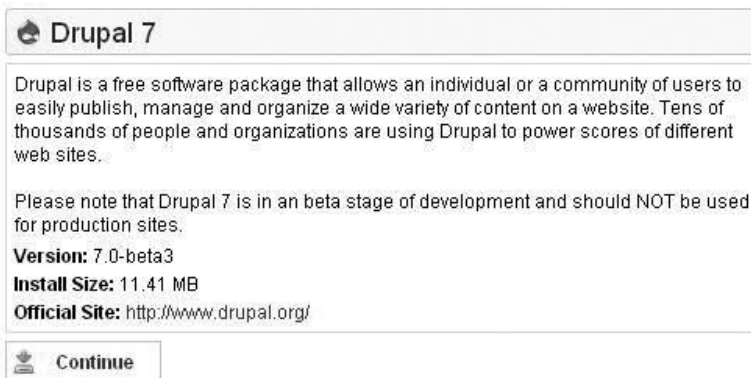 Drupal 7
Drupal is a free software package that allows an individual or a community of users to
easily publish, manage and organize a wide variety of content on a website. Tens of
thousands of people and organizations are using Drupal to power scores of different
web sites.
Please note that Drupal 7 is in an beta stage of development and should NOT be used
for production sites.
Version: 7.0-beta3
Install Size: 11.41 MB
Official Site: http://www.drupal.org/
Continue